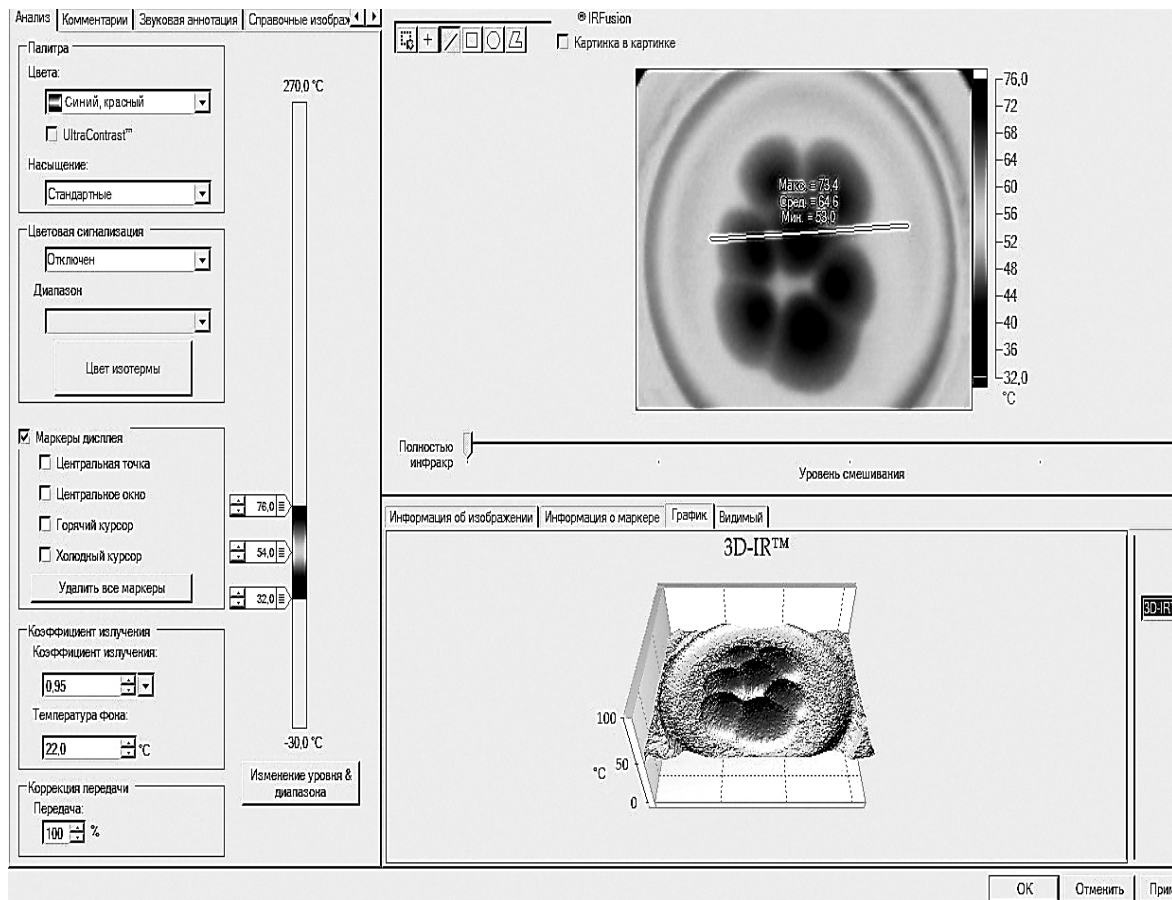 Анализ Комментарии Звуковая аннотация Справочные изображ
Палитра
Цвета:
Синий, красный
UltraContrast™
Насыщение:
Стандартные
Цветовая сигнализация
Отключен
Диапазон
Цвет изотермы
Маркеры дисплея
Центральная точка
Центральное окно
Горячий курсор
Холодный курсор
Удалить все маркеры
Коэффициент излучения
Коэффициент излучения:
0,95
Температура фона:
22,0 °C
Коррекция передачи
Передача:
100 %
270,0 °C
76,0
54,0
32,0
-30,0 °C
Изменение уровня &
диапазона
® IRFusion
Картинка в картинке
Макс. = 73,4
Сред. = 64,6
Мин. = 53,0
76,0
72
68
64
60
56
52
48
44
40
36
32,0
°C
Полностью
инфракр
Уровень смешивания
Информация об изображении Информация о маркере График Видимый
3D-IR™
100
°C 50
0
3D-IR
OK Отменить При